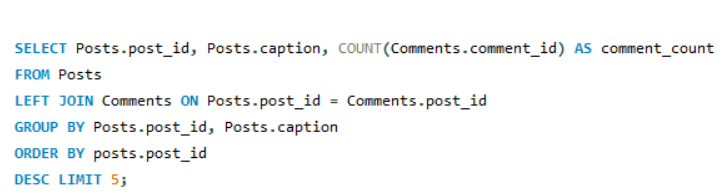 SELECT Posts.post_id, Posts.caption, COUNT(Comments.comment_id) AS comment_count
FROM Posts
LEFT JOIN Comments ON Posts.post_id = Comments.post_id
GROUP BY Posts.post_id, Posts.caption
ORDER BY posts.post_id
DESC LIMIT 5;